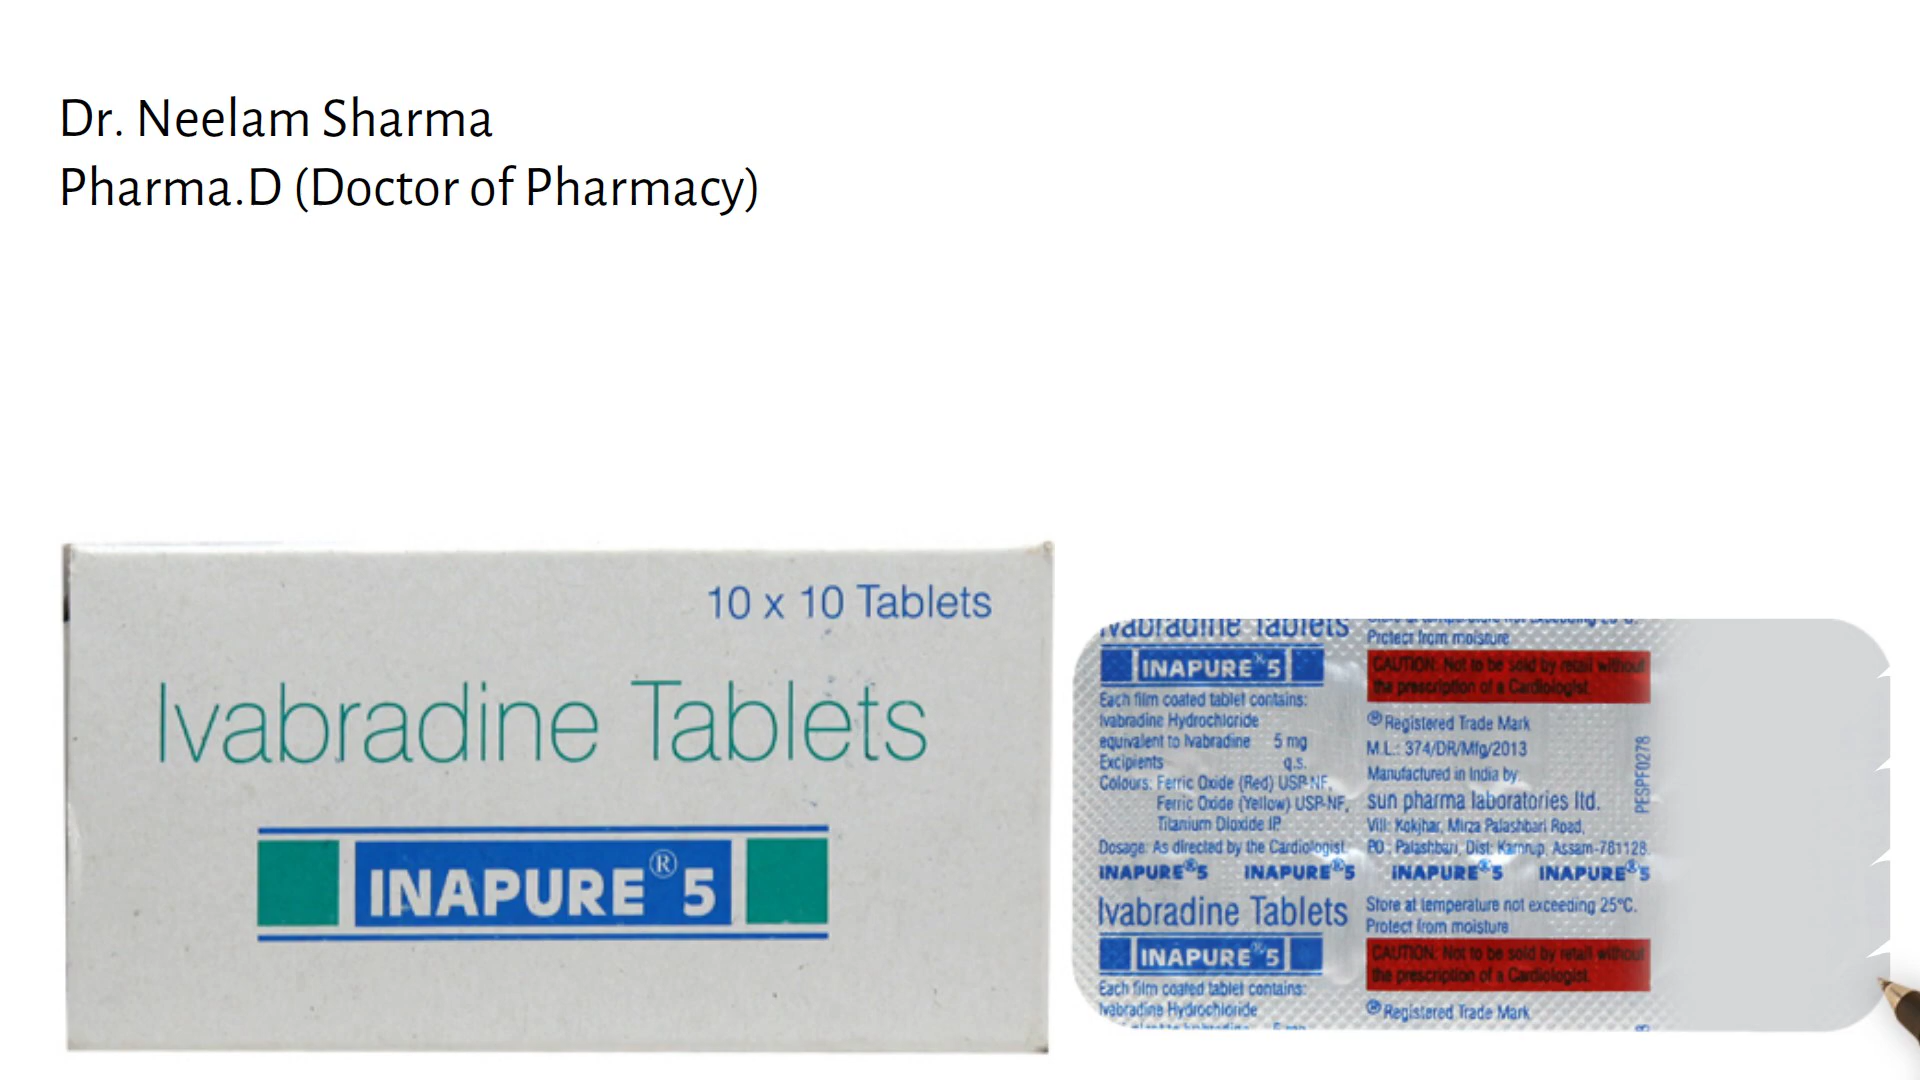 Dr. Neelam Sharma
Pharma.D (Doctor of Pharmacy)
10 x 10 Tablets
Ivabradine Tablets
INAPURE® 5
Ivabradine Tablets
INAPURE® 5
Each film coated tablet contains:
Ivabradine Hydrochloride
equivalent to Ivabradine 5 mg
Excipients q.s.
Colours: Ferric Oxide (Red) USP-NF,
Ferric Oxide (Yellow) USP-NF,
Titanium Dioxide IP
Dosage: As directed by the Cardiologist.
Protect from moisture
CAUTION: Not to be sold by retail without
the prescription of a Cardiologist.
® Registered Trade Mark
M.L.: 374/DR/Mfg/2013
Manufactured in India by:
sun pharma laboratories ltd.
Vill: Kokjhar, Mirza Palashbari Road,
PO: Palashbari, Dist: Kamrup, Assam-781128.
PESPF0278
INAPURE®5 INAPURE®5 INAPURE®5 INAPURE®5
Ivabradine Tablets
INAPURE® 5
Each film coated tablet contains:
Ivabradine Hydrochloride
5 mg
Store at temperature not exceeding 25°C.
Protect from moisture
CAUTION: Not to be sold by retail without
the prescription of a Cardiologist.
® Registered Trade Mark